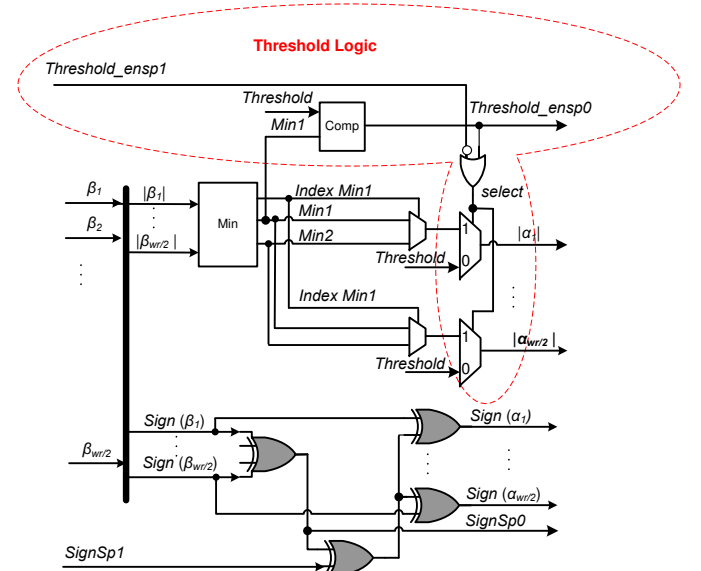 Threshold Logic
Threshold_ensp1
Threshold
Threshold_ensp0
Min1
Comp
select
β1
|β1|
Index Min1
Min1
β2
Min
1
|α1|
|βwr/2 |
Min2
Threshold
0
Index Min1
1
|αwr/2 |
Threshold
0
Sign (β1)
Sign (α1)
βwr/2
Sign (βwr/2)
Sign (αwr/2)
SignSp0
SignSp1